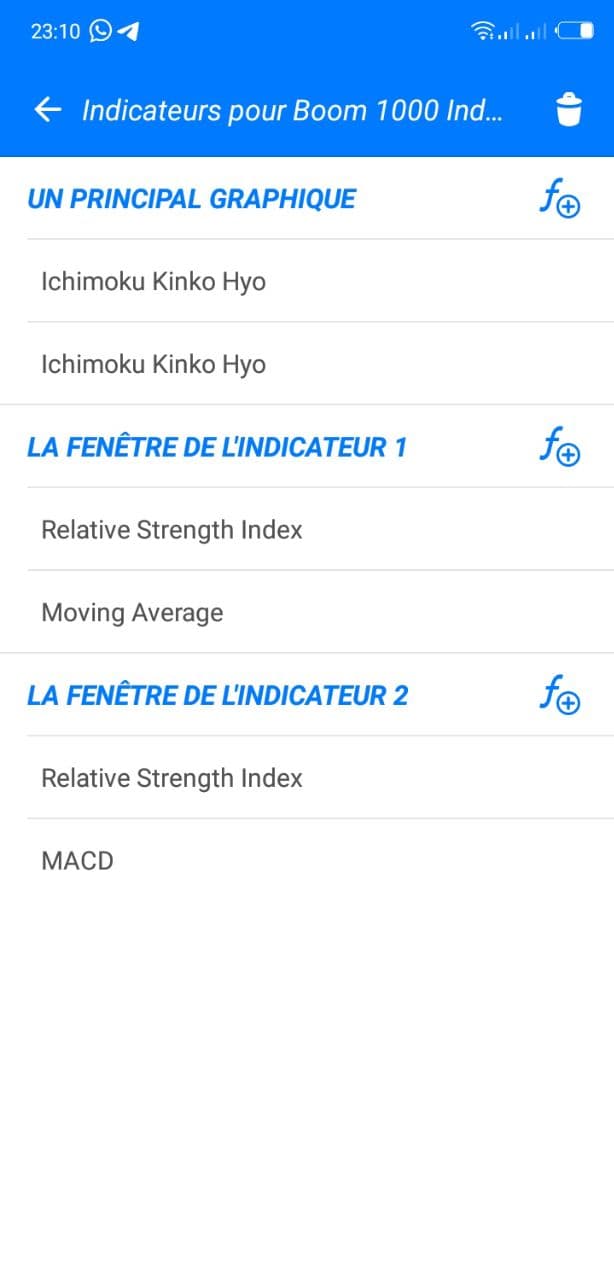 23:10
Indicateurs pour Boom 1000 Ind...
UN PRINCIPAL GRAPHIQUE
Ichimoku Kinko Hyo
Ichimoku Kinko Hyo
LA FENÊTRE DE L'INDICATEUR 1
Relative Strength Index
Moving Average
LA FENÊTRE DE L'INDICATEUR 2
Relative Strength Index
MACD